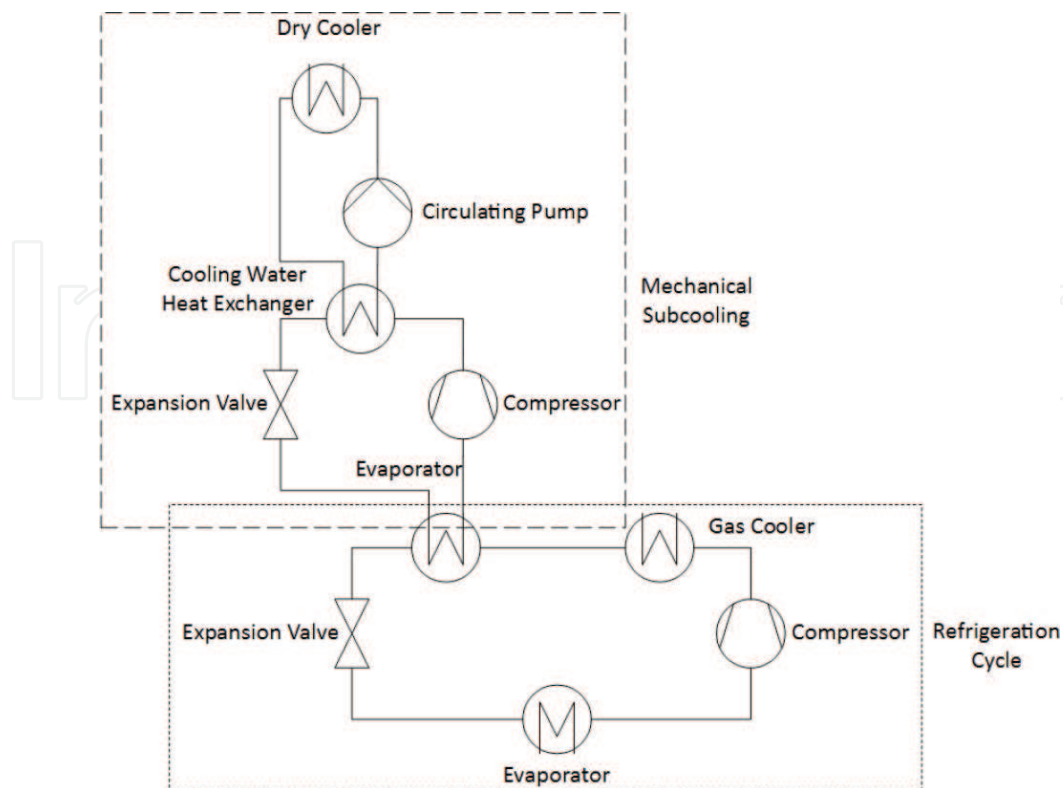 Dry Cooler
Circulating Pump
Cooling Water
Heat Exchanger
Mechanical
Subcooling
Expansion Valve
Compressor
Evaporator
Gas Cooler
Expansion Valve
Compressor
Refrigeration
Cycle
Evaporator